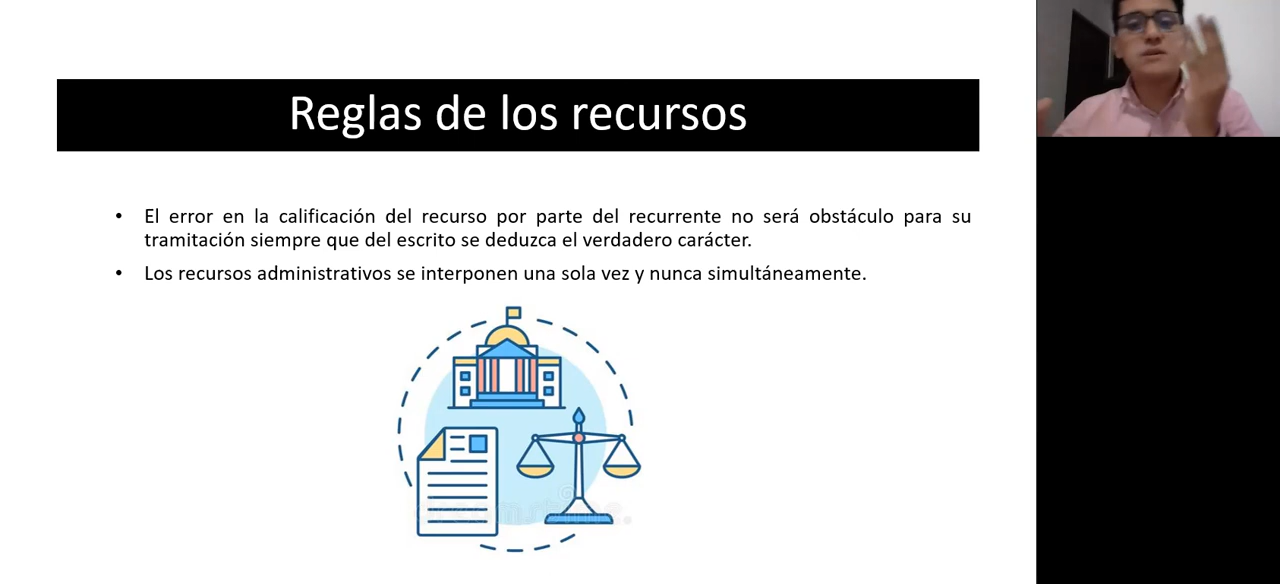 Reglas de los recursos
• El error en la calificación del recurso por parte del recurrente no será obstáculo para su
tramitación siempre que del escrito se deduzca el verdadero carácter.
• Los recursos administrativos se interponen una sola vez y nunca simultáneamente.